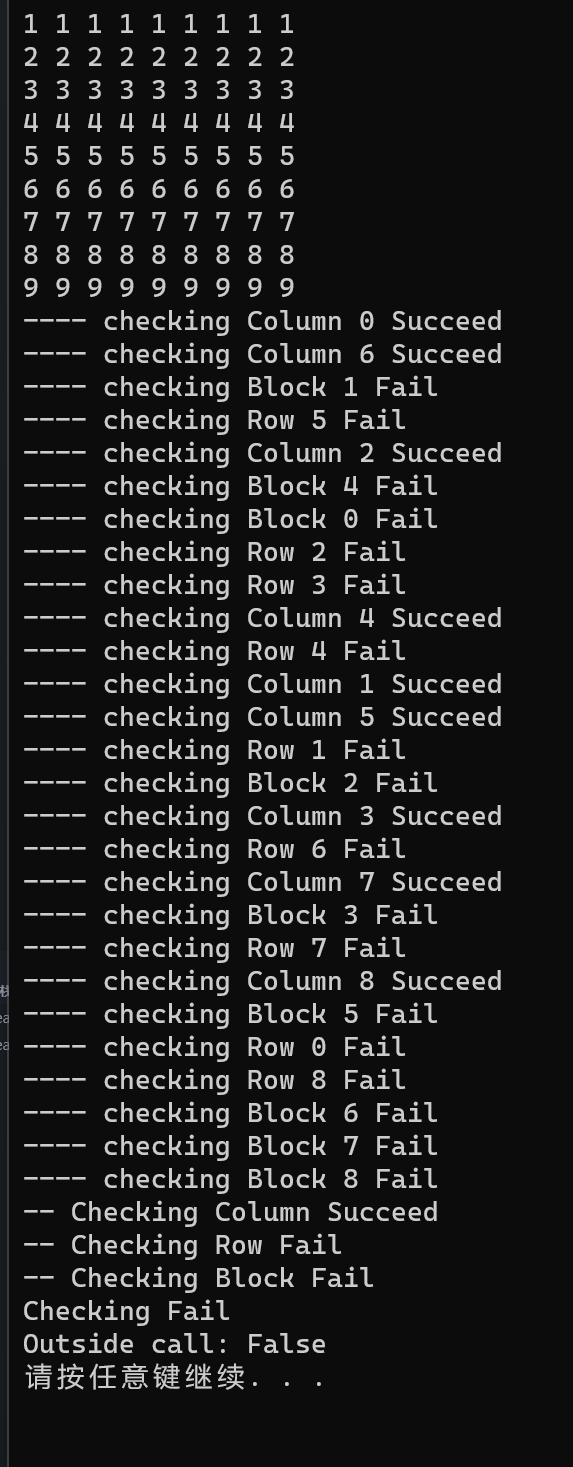 1 1 1 1 1 1 1 1 1
2 2 2 2 2 2 2 2 2
3 3 3 3 3 3 3 3 3
4 4 4 4 4 4 4 4 4
5 5 5 5 5 5 5 5 5
6 6 6 6 6 6 6 6 6
7 7 7 7 7 7 7 7 7
8 8 8 8 8 8 8 8 8
9 9 9 9 9 9 9 9 9
---- checking Column 0 Succeed
---- checking Column 6 Succeed
---- checking Block 1 Fail
---- checking Row 5 Fail
---- checking Column 2 Succeed
---- checking Block 4 Fail
---- checking Block 0 Fail
---- checking Row 2 Fail
---- checking Row 3 Fail
---- checking Column 4 Succeed
---- checking Row 4 Fail
---- checking Column 1 Succeed
---- checking Column 5 Succeed
---- checking Row 1 Fail
---- checking Block 2 Fail
---- checking Column 3 Succeed
---- checking Row 6 Fail
---- checking Column 7 Succeed
---- checking Block 3 Fail
---- checking Row 7 Fail
---- checking Column 8 Succeed
---- checking Block 5 Fail
---- checking Row 0 Fail
---- checking Row 8 Fail
---- checking Block 6 Fail
---- checking Block 7 Fail
---- checking Block 8 Fail
-- Checking Column Succeed
-- Checking Row Fail
-- Checking Block Fail
Checking Fail
Outside call: False
请按任意键继续. . .